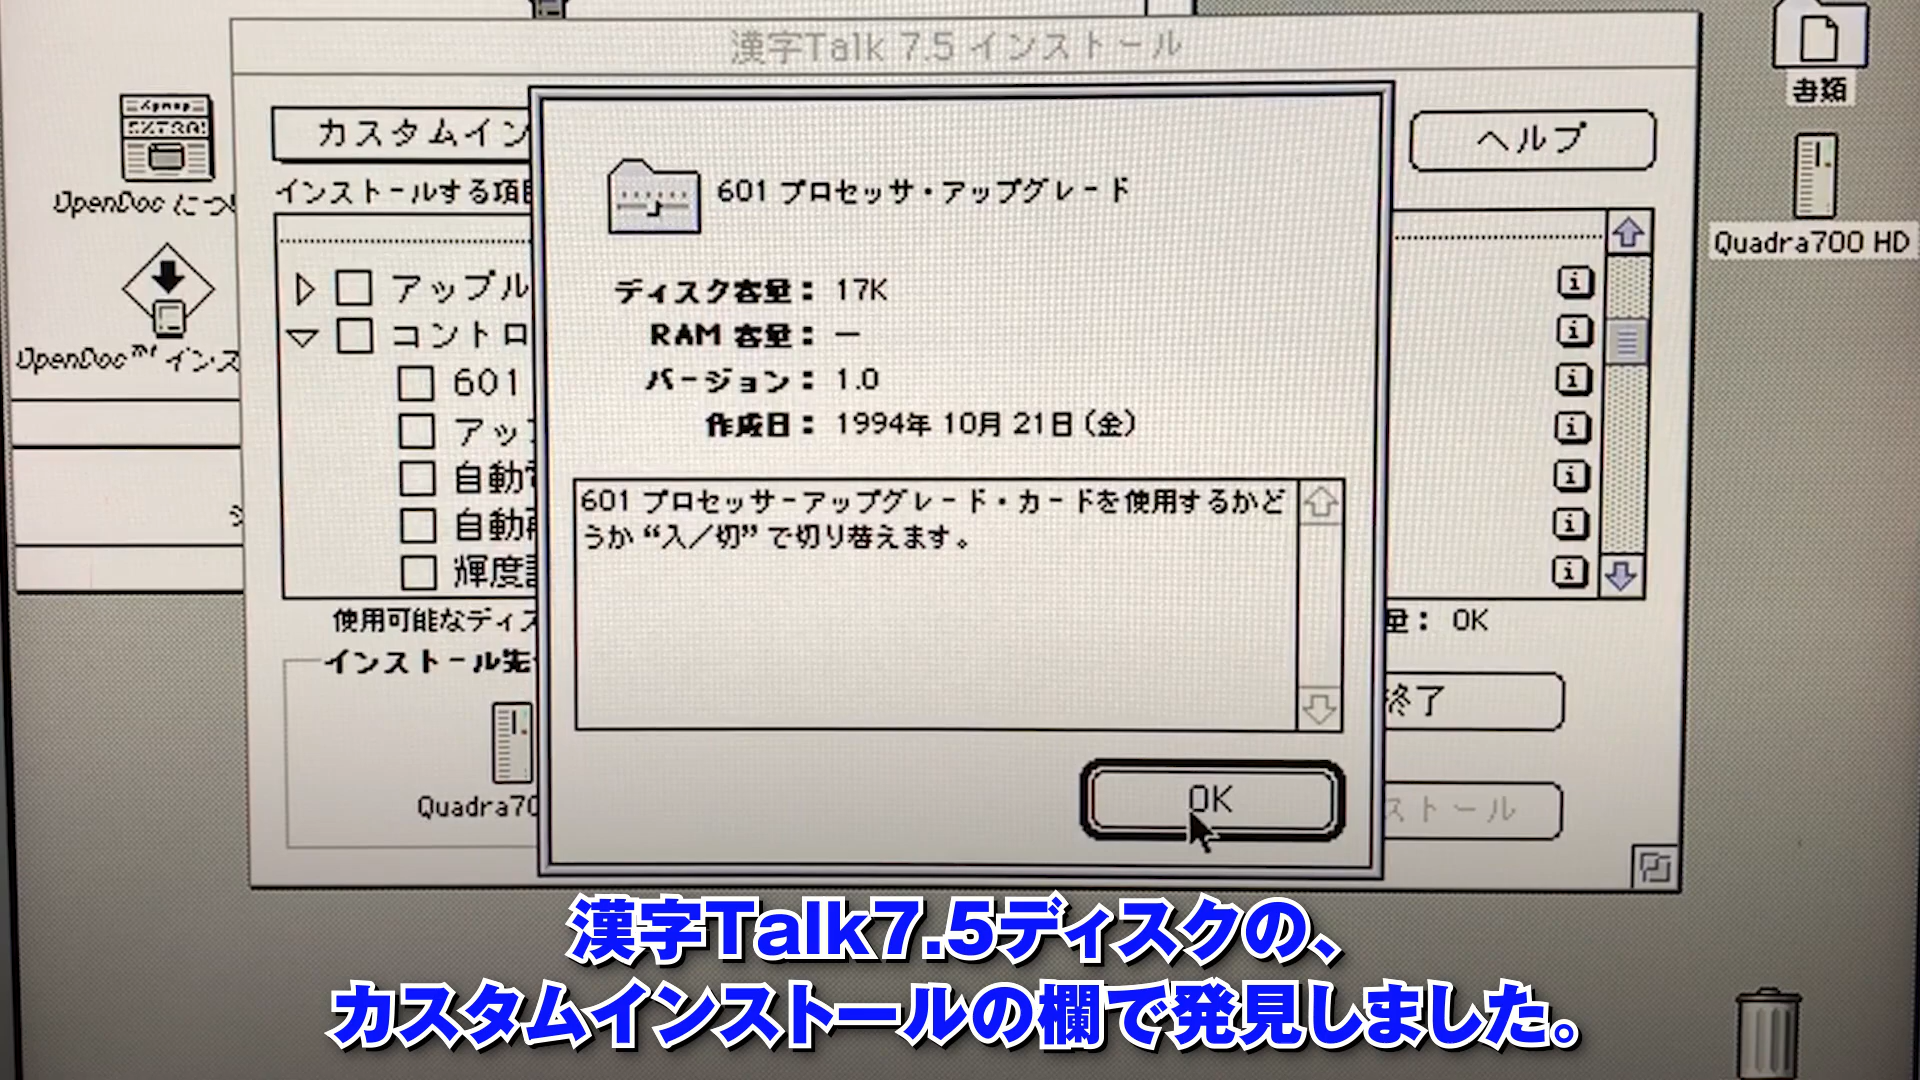 漢字Talk 7.5 インストール
書類
カスタムイン
ヘルプ
OpenDoc につ
インストールする項目
601 プロセッサ・アップグレード
Quadra700 HD
ディスク容量： 17K
RAM 容量： ―
バージョン： 1.0
作成日： 1994年 10月 21日（金）
アップル
コントロ
601
アップ
自動
自動
輝度
OpenDoc™ インス
601 プロセッサーアップグレード・カードを使用するかど
うか“入／切”で切り替えます。
使用可能なディス
量： OK
インストール先
終了
Quadra70
OK
ストール
漢字Talk7.5ディスクの、
カスタムインストールの欄で発見しました。